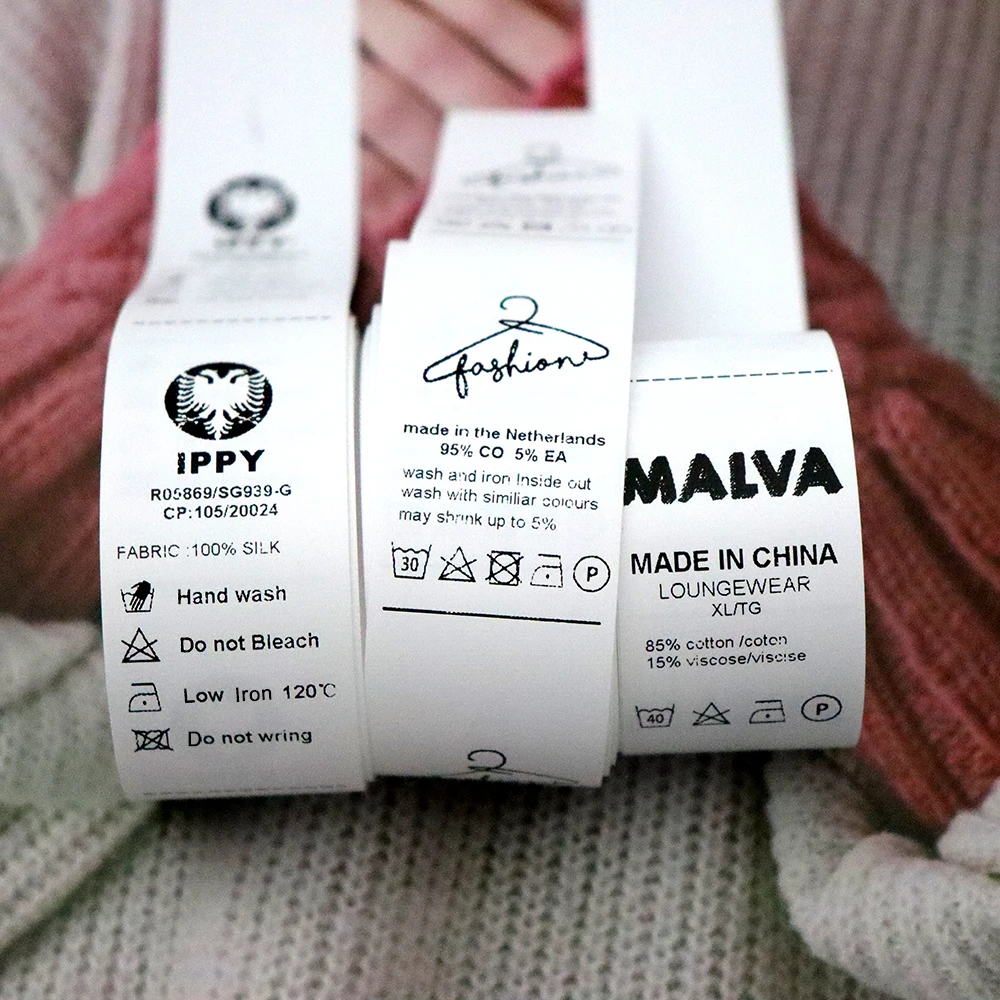 iPPY
R05869/SG939-G
CP:105/20024
FABRIC :100% SILK
Hand wash
Do not Bleach
Low Iron 120℃
Do not wring
fashion
made in the Netherlands
95% CO 5% EA
wash and iron Inside out
wash with similiar colours
may shrink up to 5%
30
P
MALVA
MADE IN CHINA
LOUNGEWEAR
XL/TG
85% cotton /coton
15% viscose/viscise
40
P